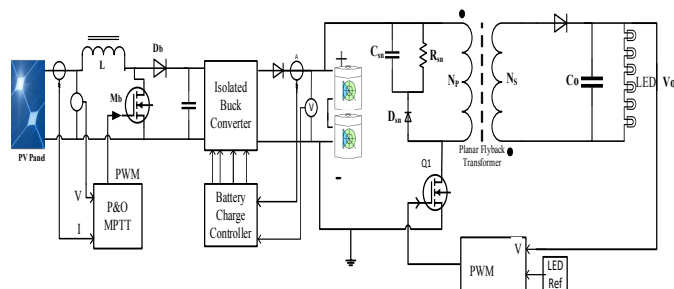 L
Db
Mb
PV Panel
PWM
V
I
P&O
MPTT
Isolated
Buck
Converter
Battery
Charge
Controller
A
V
+
-
Csn
Rsn
Dsn
NP
NS
Planar Flyback
Transformer
Q1
Co
LED
Vo
PWM
V
LED
Ref